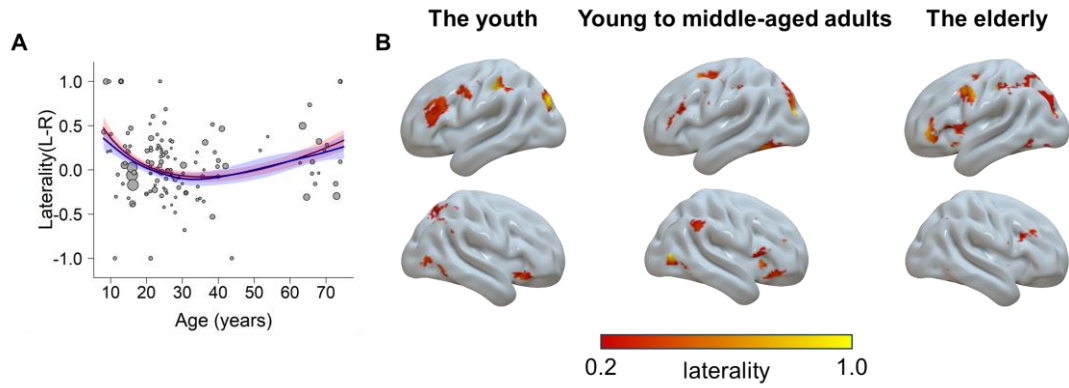 A
Laterality(L-R)
1.0
0.5
0.0
-0.5
-1.0
10 20 30 40 50 60 70
Age (years)
B
The youth Young to middle-aged adults The elderly
0.2 1.0
laterality